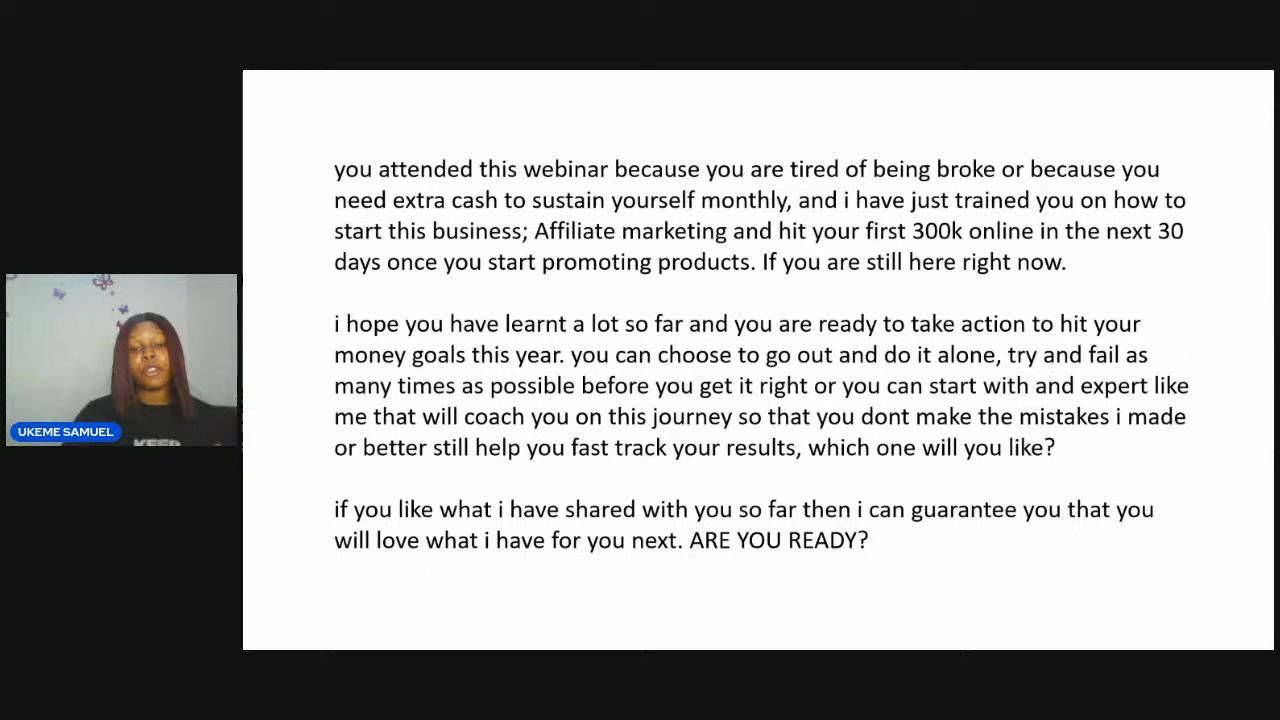 you attended this webinar because you are tired of being broke or because you
need extra cash to sustain yourself monthly, and i have just trained you on how to
start this business; Affiliate marketing and hit your first 300k online in the next 30
days once you start promoting products. If you are still here right now.
i hope you have learnt a lot so far and you are ready to take action to hit your
money goals this year. you can choose to go out and do it alone, try and fail as
many times as possible before you get it right or you can start with and expert like
me that will coach you on this journey so that you dont make the mistakes i made
or better still help you fast track your results, which one will you like?
if you like what i have shared with you so far then i can guarantee you that you
will love what i have for you next. ARE YOU READY?
UKEME SAMUEL
KEEP